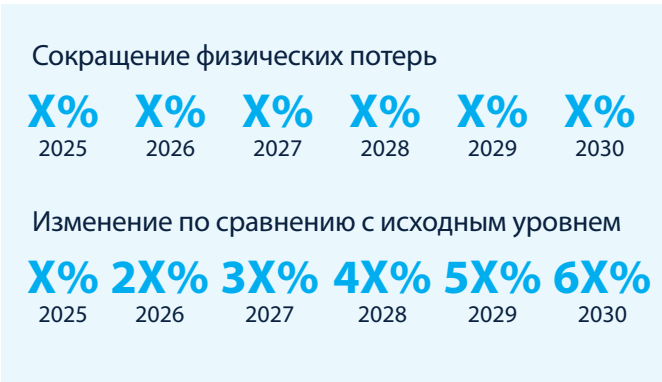 Сокращение физических потерь
X% X% X% X% X% X%
2025 2026 2027 2028 2029 2030
Изменение по сравнению с исходным уровнем
X% 2X% 3X% 4X% 5X% 6X%
2025 2026 2027 2028 2029 2030